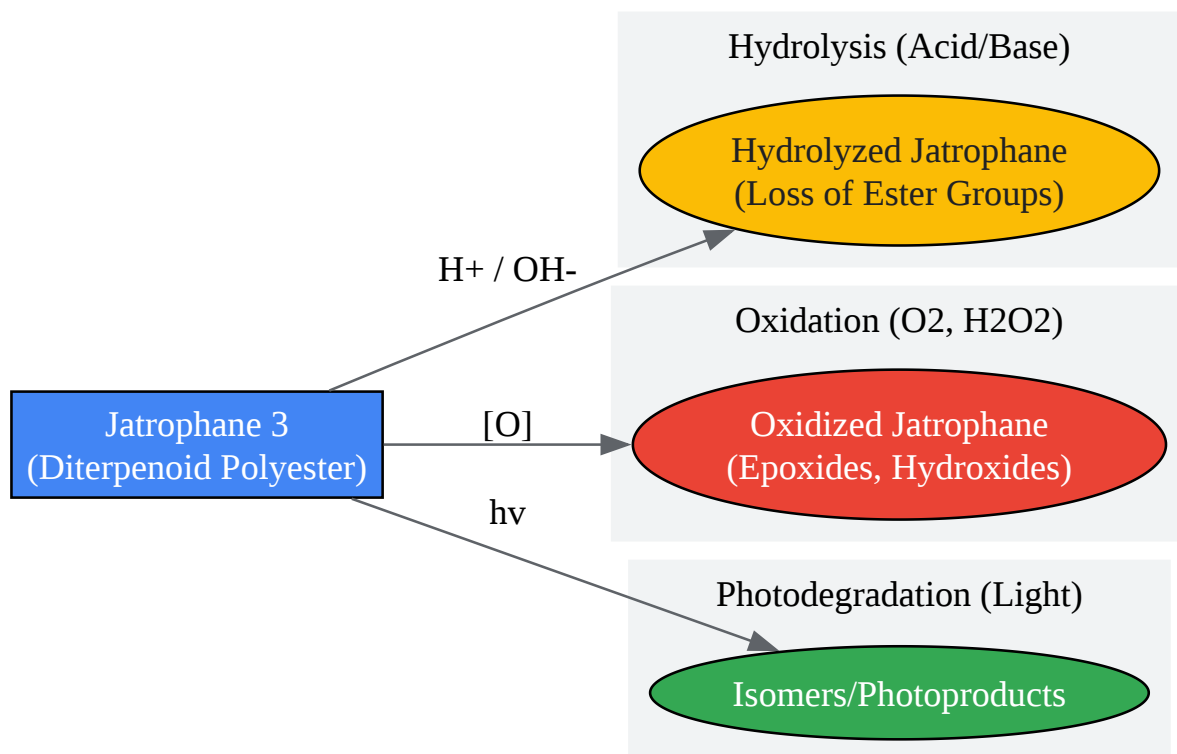 Hydrolysis (Acid/Base)
Hydrolyzed Jatrophane
(Loss of Ester Groups)
H+ / OH-
Oxidation (O2, H2O2)
Jatrophane 3
(Diterpenoid Polyester)
[O]
Oxidized Jatrophane
(Epoxides, Hydroxides)
hv
Photodegradation (Light)
Isomers/Photoproducts